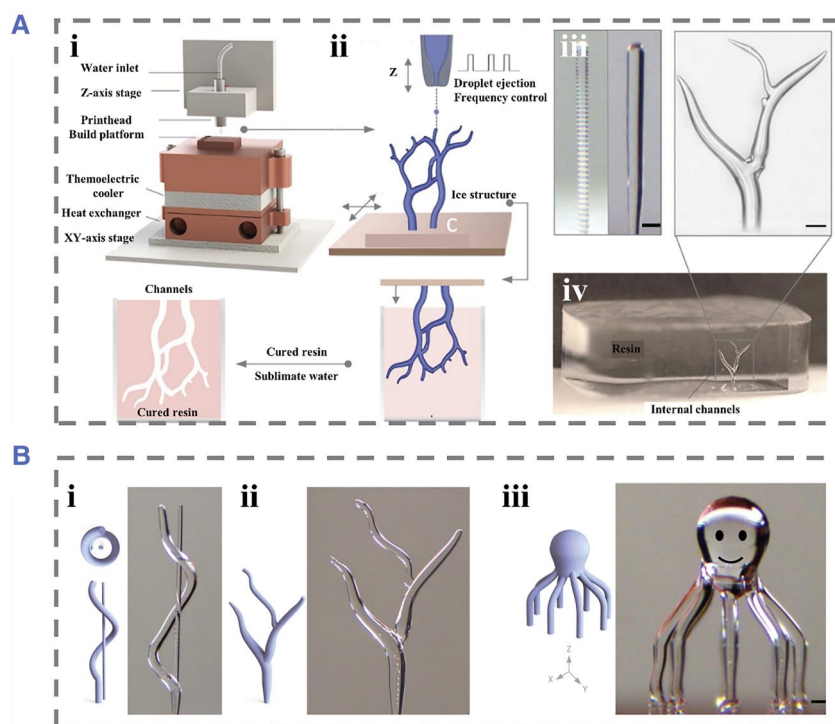 A
i
Water inlet
Z-axis stage
Printhead
Build platform
Themoelectric
cooler
Heat exchanger
XY-axis stage
ii
Z
Droplet ejection
Frequency control
Ice structure
C
iii
Channels
Cured resin
Cured resin
Sublimate water
iv
Resin
Internal channels
B
i
ii
iii
Z
X
Y